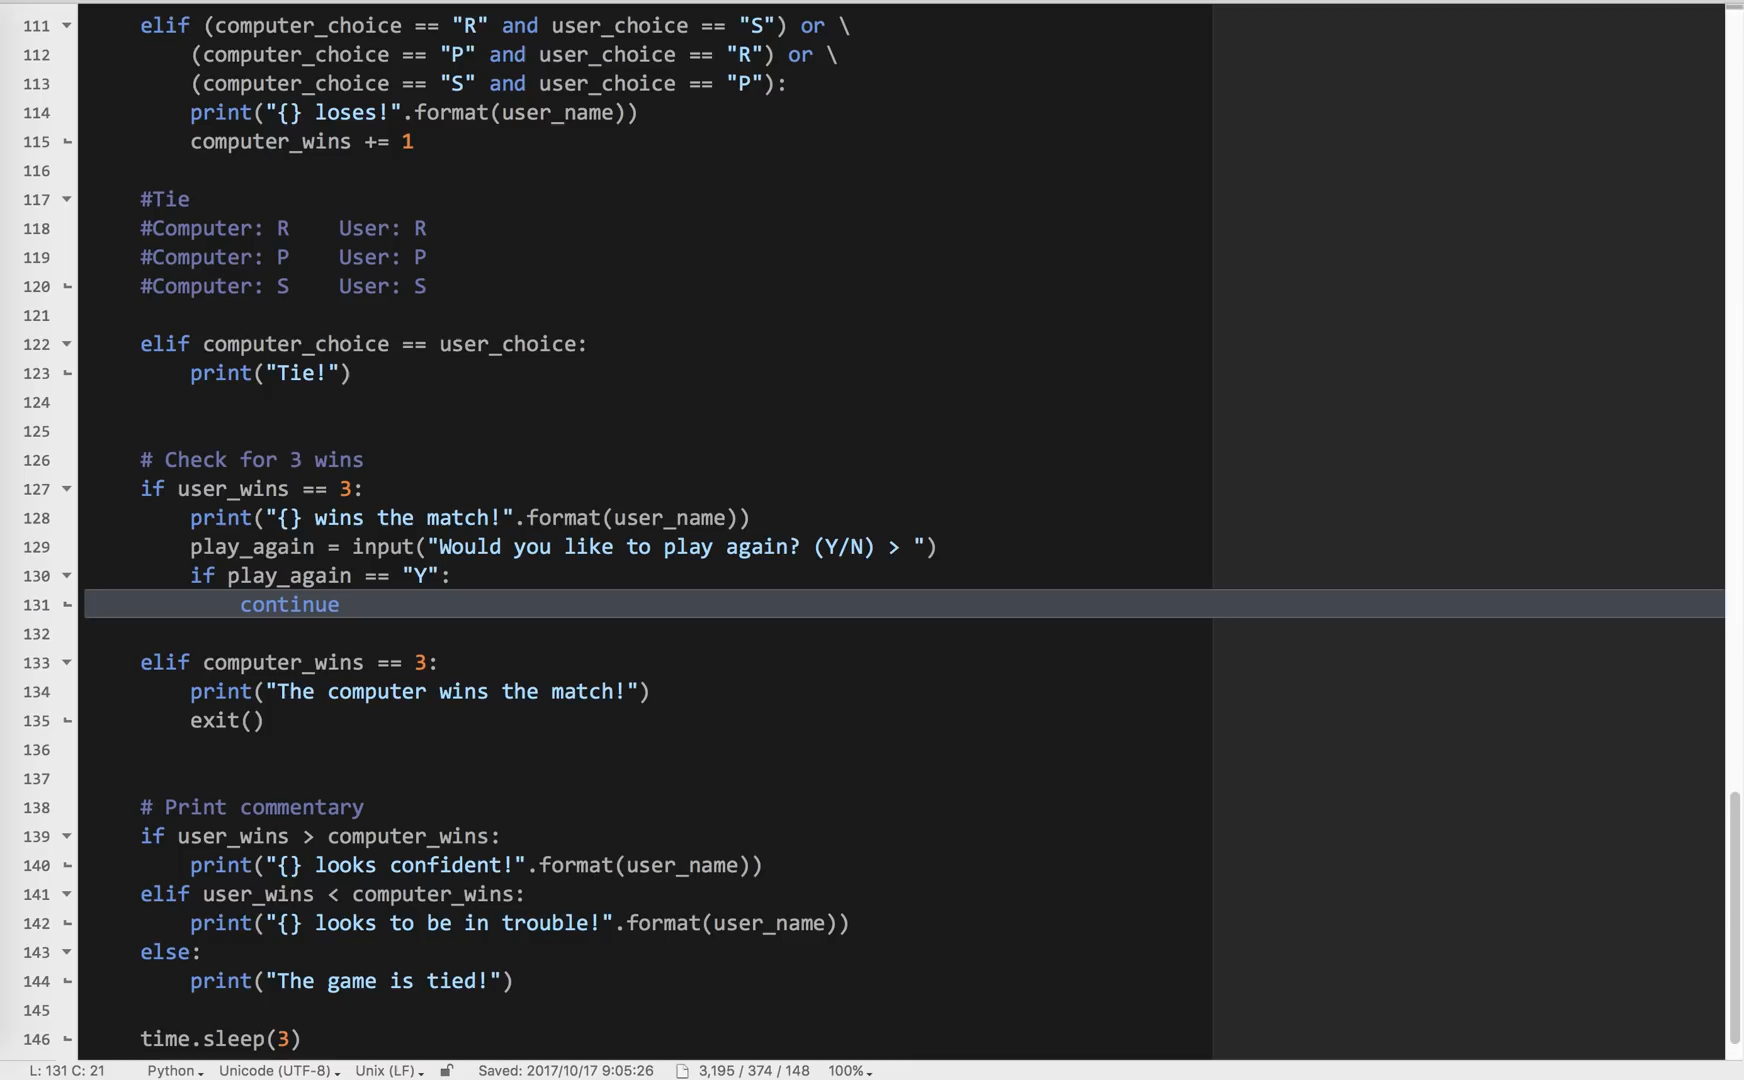 111 elif (computer_choice == "R" and user_choice == "S") or \
112 (computer_choice == "P" and user_choice == "R") or \
113 (computer_choice == "S" and user_choice == "P"):
114 print("{} loses!".format(user_name))
115 computer_wins += 1
116
117 #Tie
118 #Computer: R    User: R
119 #Computer: P    User: P
120 #Computer: S    User: S
121
122 elif computer_choice == user_choice:
123 print("Tie!")
124
125
126 # Check for 3 wins
127 if user_wins == 3:
128 print("{} wins the match!".format(user_name))
129 play_again = input("Would you like to play again? (Y/N) > ")
130 if play_again == "Y":
131 continue
132
133 elif computer_wins == 3:
134 print("The computer wins the match!")
135 exit()
136
137
138 # Print commentary
139 if user_wins > computer_wins:
140 print("{} looks confident!".format(user_name))
141 elif user_wins < computer_wins:
142 print("{} looks to be in trouble!".format(user_name))
143 else:
144 print("The game is tied!")
145
146 time.sleep(3)
L: 131 C: 21 Python Unicode (UTF-8) Unix (LF) Saved: 2017/10/17 9:05:26 3,195 / 374 / 148 100%